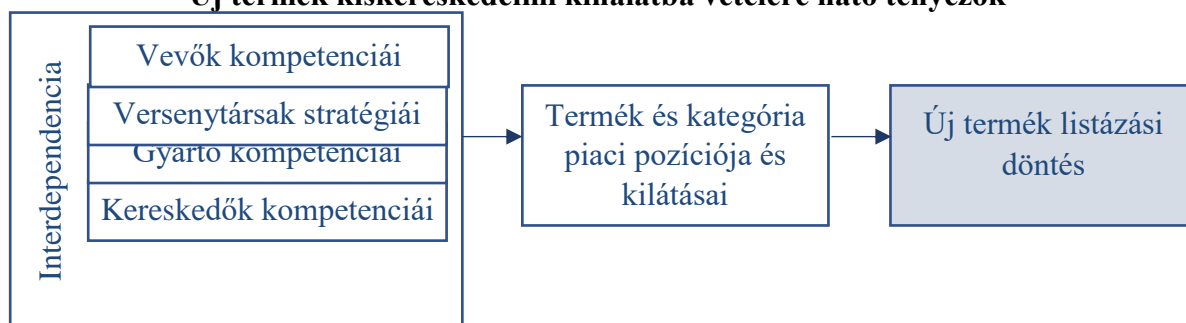 Új termék kiskereskedelmi kínálatba vételére ható tényezők
Interdependencia
Vevők kompetenciái
Versenytársak stratégiái
Gyártó kompetenciái
Kereskedők kompetenciái
Termék és kategória
piaci pozíciója és
kilátásai
Új termék listázási
döntés